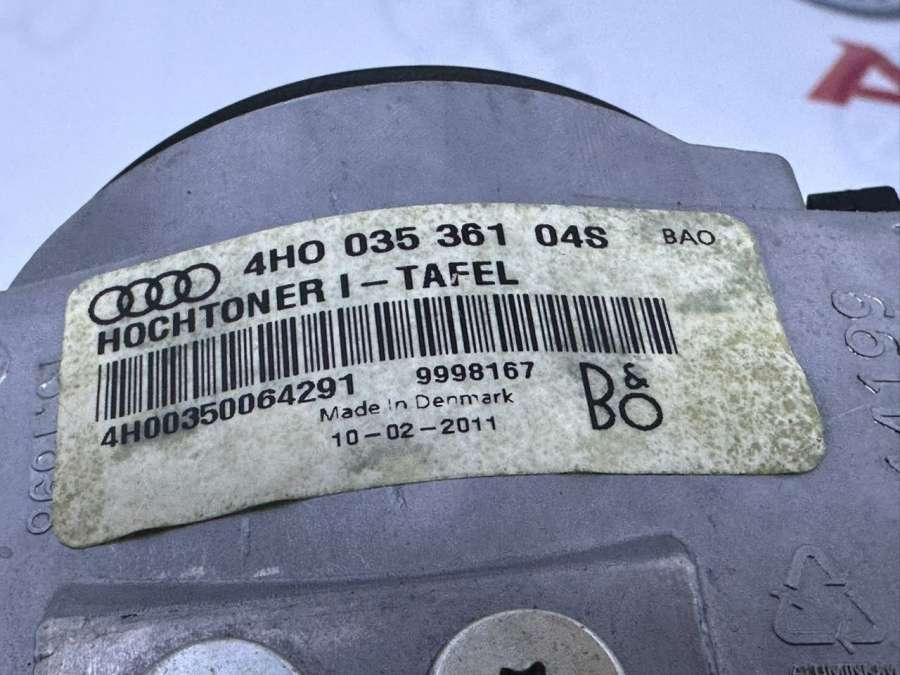 4H0 035 361 04S BAO
HOCHTONER I - TAFEL
4H00350064291 9998167
Made in Denmark
10-02-2011
B&O